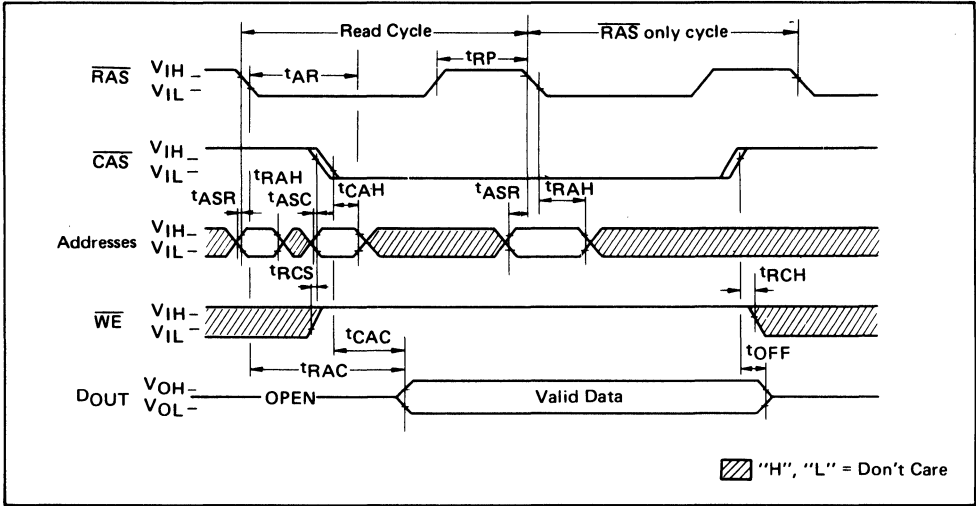 Read Cycle RAS only cycle
tAR tRP
RAS VIH
VIL
CAS VIH
VIL
tRAH tCAH tRAH
tASR tASC tASR
Addresses VIH
VIL
tRCS tRCH
WE VIH
VIL
tCAC tOFF
tRAC
DOUT VOH
VOL OPEN Valid Data
"H", "L" = Don't Care